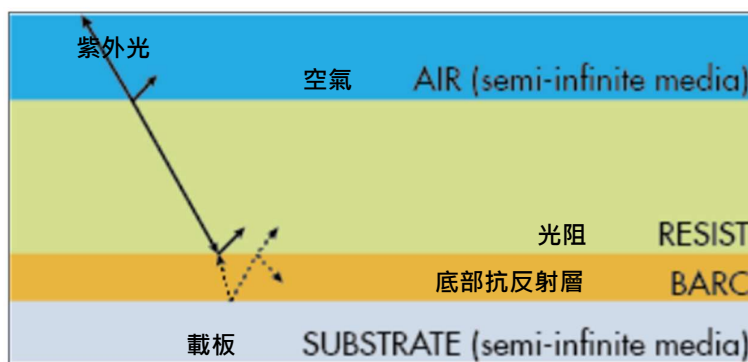 紫外光
空氣 AIR (semi-infinite media)
光阻 RESIST
底部抗反射層 BARC
載板 SUBSTRATE (semi-infinite media)